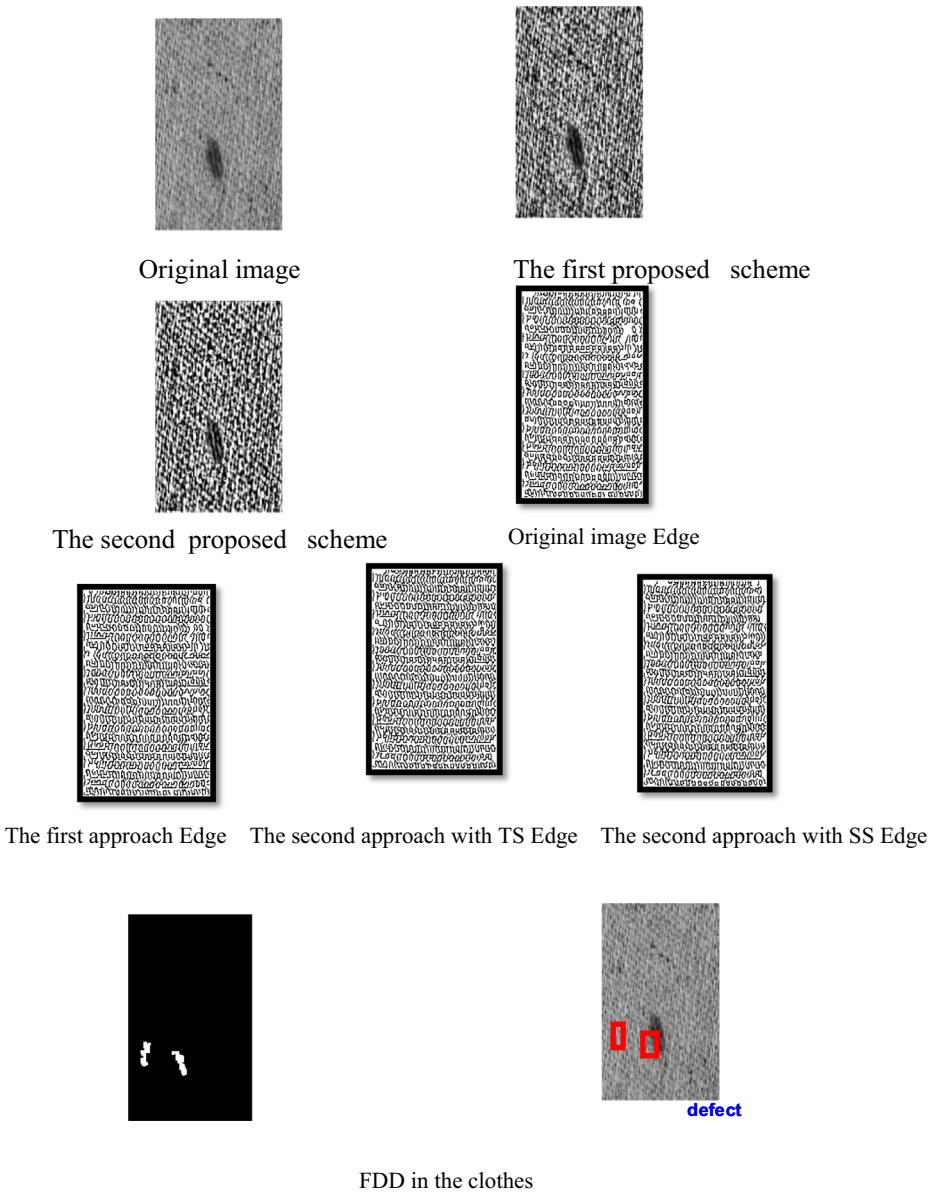 Original image
The first proposed scheme
The second proposed scheme
Original image Edge
The first approach Edge
The second approach with TS Edge
The second approach with SS Edge
defect
FDD in the clothes